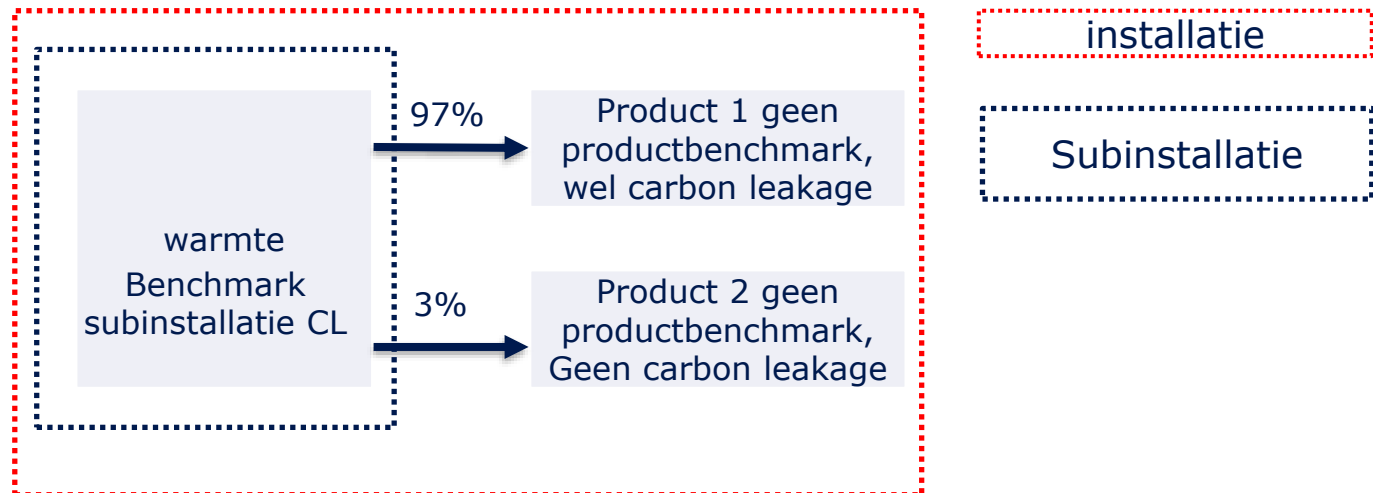 warmte
Benchmark
subinstallatie CL
97%
Product 1 geen
productbenchmark,
wel carbon leakage
3%
Product 2 geen
productbenchmark,
Geen carbon leakage
installatie
Subinstallatie